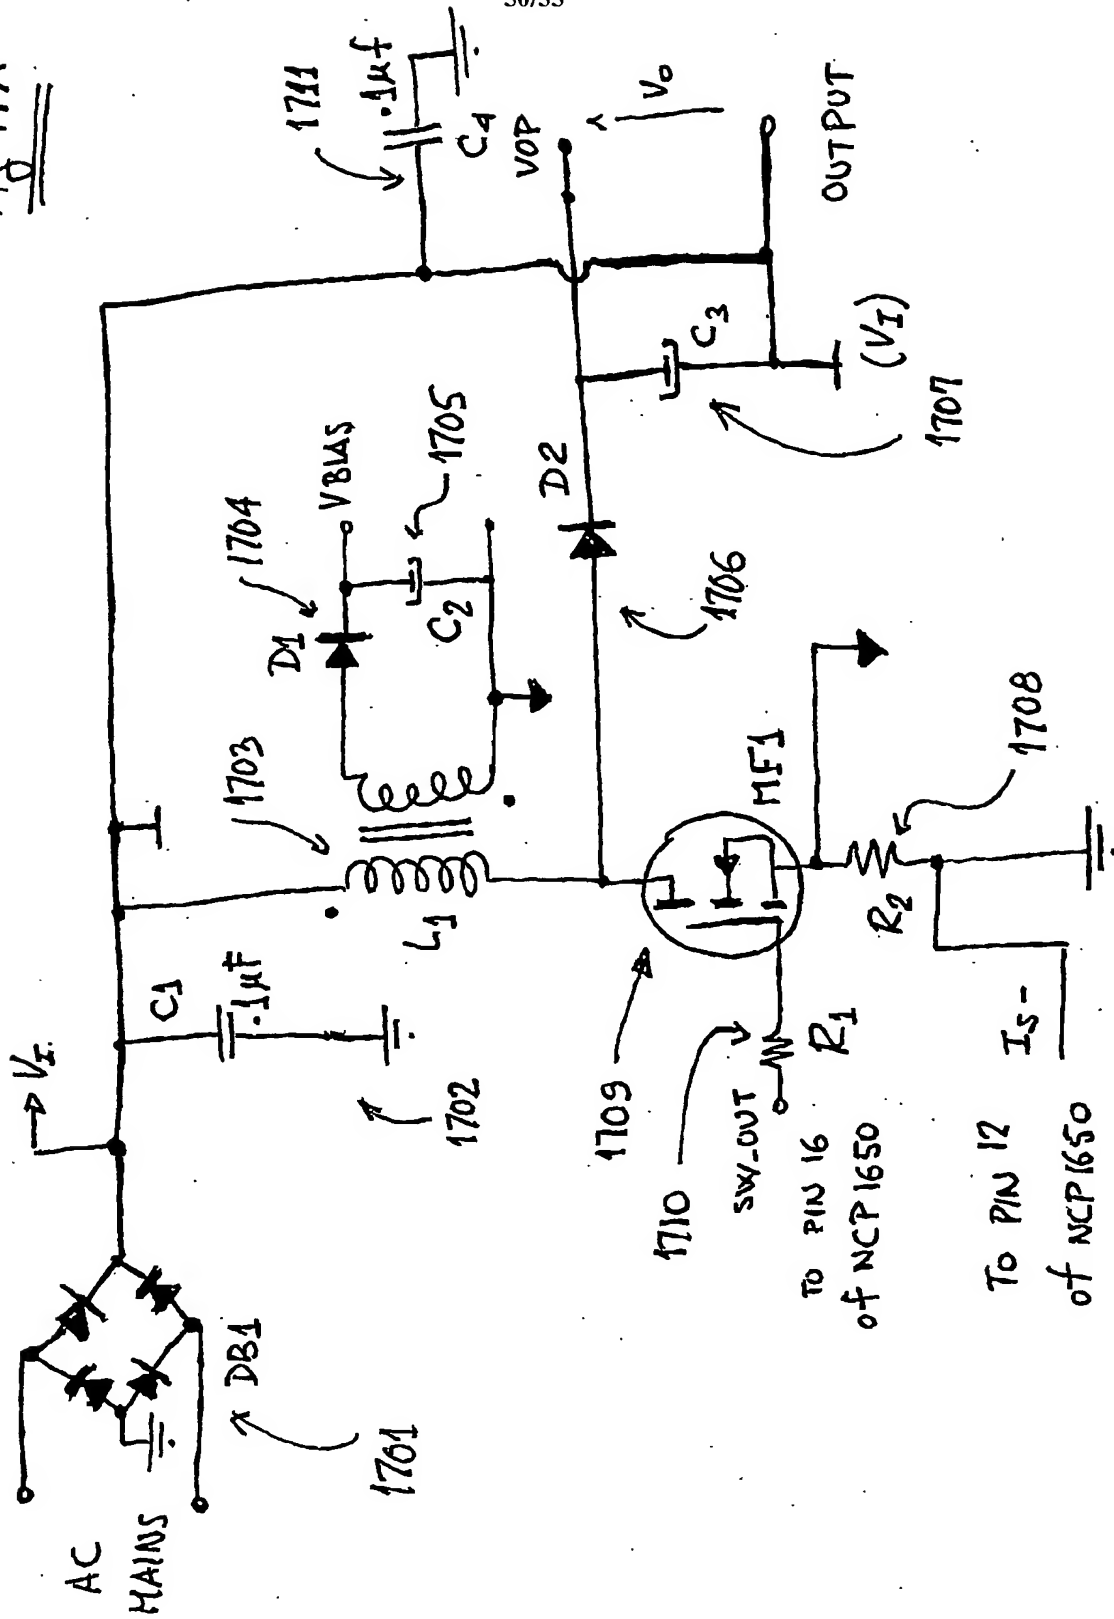 36/55
AC
MAINS
1701
DB1
VI
C1
.1µF
1702
L1
1703
D1
1704
VBIAS
C2
1705
1711
.1µf
C4
VOP
Vo
OUTPUT
D2
1706
C3
(VI)
1707
MF1
1709
1710
R1
SW_OUT
TO PIN 16
of NCP1650
R2
1708
IS-
TO PIN 12
of NCP1650